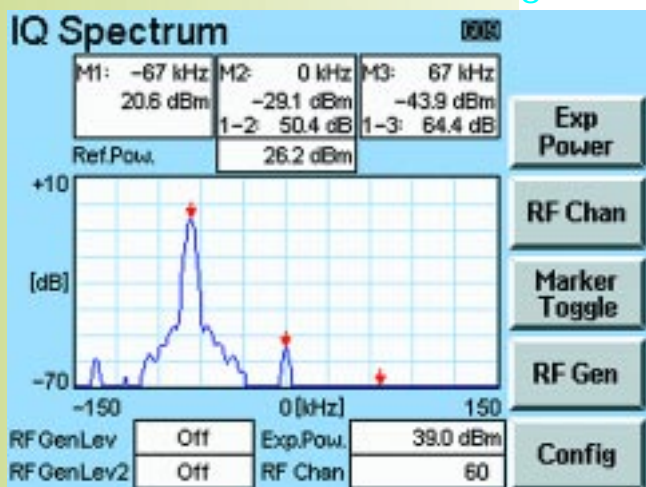 IQ Spectrum
M1: -67 kHz M2: 0 kHz M3: 67 kHz
20.6 dBm -29.1 dBm -43.9 dBm
1-2: 50.4 dB 1-3: 64.4 dB
Ref.Pow. 26.2 dBm
+10
[dB]
-70
-150 0[kHz] 150
RF GenLev Off Exp.Pow. 39.0 dBm
RF GenLev2 Off RF Chan 60
Exp
Power
RF Chan
Marker
Toggle
RF Gen
Config